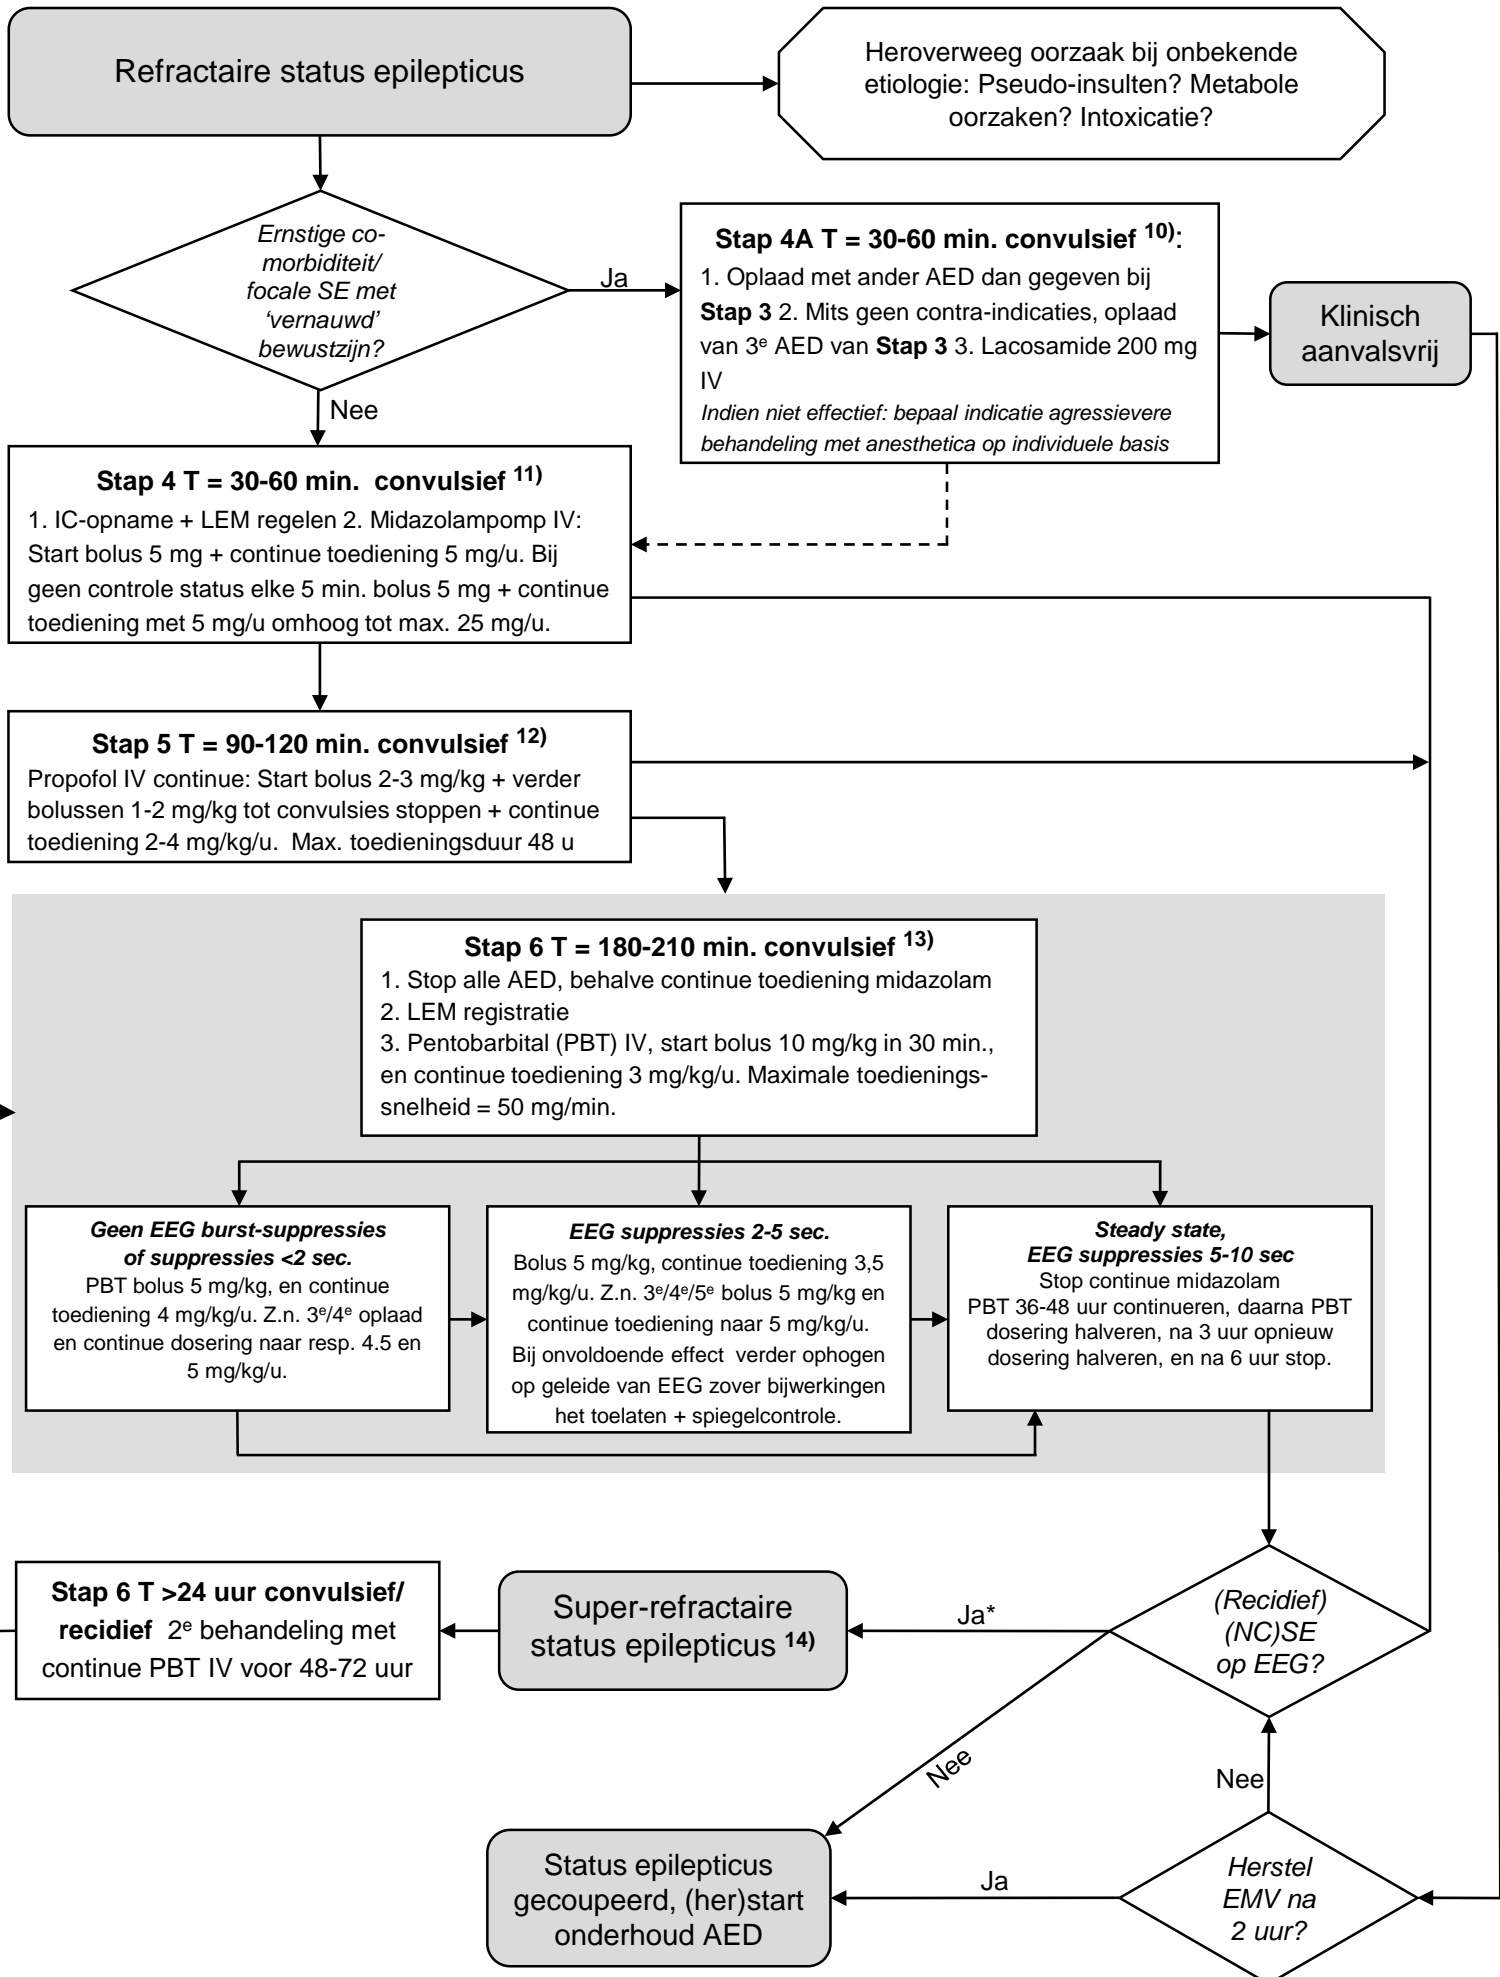 Refractaire status epilepticus
Heroverweeg oorzaak bij onbekende
etiologie: Pseudo-insulten? Metabole
oorzaken? Intoxicatie?
Ernstige co-
morbiditeit/
focale SE met
‘vernauwd’
bewustzijn?
Ja
Nee
Stap 4A T = 30-60 min. convulsief 10):
1. Oplaad met ander AED dan gegeven bij
Stap 3 2. Mits geen contra-indicaties, oplaad
van 3e AED van Stap 3 3. Lacosamide 200 mg
IV
Indien niet effectief: bepaal indicatie agressievere
behandeling met anesthetica op individuele basis
Klinisch
aanvalsvrij
Stap 4 T = 30-60 min. convulsief 11)
1. IC-opname + LEM regelen 2. Midazolampomp IV:
Start bolus 5 mg + continue toediening 5 mg/u. Bij
geen controle status elke 5 min. bolus 5 mg + continue
toediening met 5 mg/u omhoog tot max. 25 mg/u.
Stap 5 T = 90-120 min. convulsief 12)
Propofol IV continue: Start bolus 2-3 mg/kg + verder
bolussen 1-2 mg/kg tot convulsies stoppen + continue
toediening 2-4 mg/kg/u. Max. toedieningsduur 48 u
Stap 6 T = 180-210 min. convulsief 13)
1. Stop alle AED, behalve continue toediening midazolam
2. LEM registratie
3. Pentobarbital (PBT) IV, start bolus 10 mg/kg in 30 min.,
en continue toediening 3 mg/kg/u. Maximale toedienings-
snelheid = 50 mg/min.
Geen EEG burst-suppressies
of suppressies <2 sec.
PBT bolus 5 mg/kg, en continue
toediening 4 mg/kg/u. Z.n. 3e/4e oplaad
en continue dosering naar resp. 4.5 en
5 mg/kg/u.
EEG suppressies 2-5 sec.
Bolus 5 mg/kg, continue toediening 3,5
mg/kg/u. Z.n. 3e/4e/5e bolus 5 mg/kg en
continue toediening naar 5 mg/kg/u.
Bij onvoldoende effect verder ophogen
op geleide van EEG zover bijwerkingen
het toelaten + spiegelcontrole.
Steady state,
EEG suppressies 5-10 sec
Stop continue midazolam
PBT 36-48 uur continueren, daarna PBT
dosering halveren, na 3 uur opnieuw
dosering halveren, en na 6 uur stop.
Stap 6 T >24 uur convulsief/
recidief 2e behandeling met
continue PBT IV voor 48-72 uur
Super-refractaire
status epilepticus 14)
Ja*
(Recidief)
(NC)SE
op EEG?
Nee
Nee
Status epilepticus
gecoupeerd, (her)start
onderhoud AED
Ja
Herstel
EMV na
2 uur?